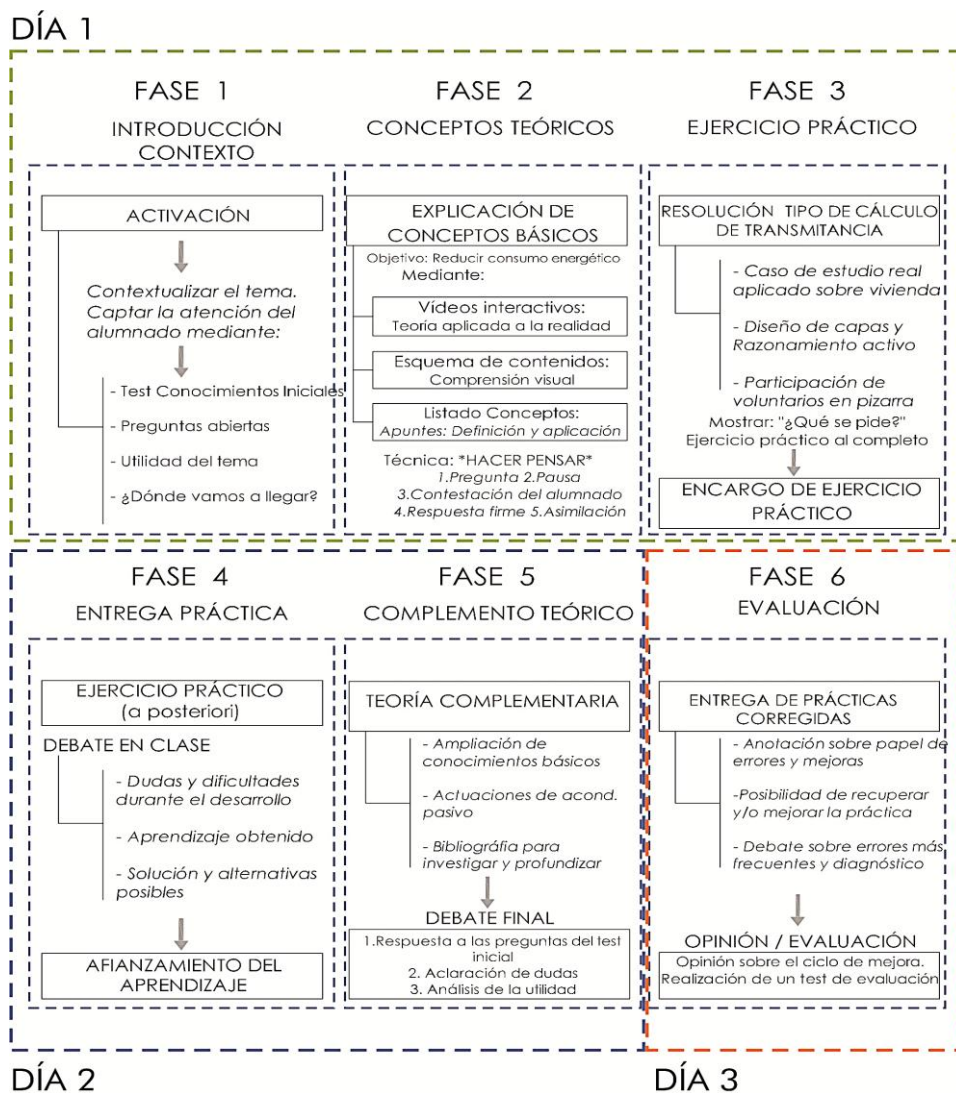 DÍA 1
FASE 1
INTRODUCCIÓN
CONTEXTO
ACTIVACIÓN
Contextualizar el tema.
Captar la atención del
alumnado mediante:
- Test Conocimientos Iniciales
- Preguntas abiertas
- Utilidad del tema
- ¿Dónde vamos a llegar?
FASE 2
CONCEPTOS TEÓRICOS
EXPLICACIÓN DE
CONCEPTOS BÁSICOS
Objetivo: Reducir consumo energético
Mediante:
Vídeos interactivos:
Teoría aplicada a la realidad
Esquema de contenidos:
Comprensión visual
Listado Conceptos:
Apuntes: Definición y aplicación
Técnica: *HACER PENSAR*
1.Pregunta 2.Pausa
3.Contestación del alumnado
4.Respuesta firme 5.Asimilación
FASE 3
EJERCICIO PRÁCTICO
RESOLUCIÓN TIPO DE CÁLCULO
DE TRANSMITANCIA
- Caso de estudio real
aplicado sobre vivienda
- Diseño de capas y
Razonamiento activo
- Participación de
voluntarios en pizarra
Mostrar: "¿Qué se pide?"
Ejercicio práctico al completo
ENCARGO DE EJERCICIO
PRÁCTICO
FASE 4
ENTREGA PRÁCTICA
EJERCICIO PRÁCTICO
(a posteriori)
DEBATE EN CLASE
- Dudas y dificultades
durante el desarrollo
- Aprendizaje obtenido
- Solución y alternativas
posibles
AFIANZAMIENTO DEL
APRENDIZAJE
FASE 5
COMPLEMENTO TEÓRICO
TEORÍA COMPLEMENTARIA
- Ampliación de
conocimientos básicos
- Actuaciones de acond.
pasivo
- Bibliográfia para
investigar y profundizar
DEBATE FINAL
1.Respuesta a las preguntas del test
inicial
2. Aclaración de dudas
3. Análisis de la utilidad
FASE 6
EVALUACIÓN
ENTREGA DE PRÁCTICAS
CORREGIDAS
- Anotación sobre papel de
errores y mejoras
-Posibilidad de recuperar
y/o mejorar la práctica
- Debate sobre errores más
frecuentes y diagnóstico
OPINIÓN / EVALUACIÓN
Opinión sobre el ciclo de mejora.
Realización de un test de evaluación
DÍA 2
DÍA 3